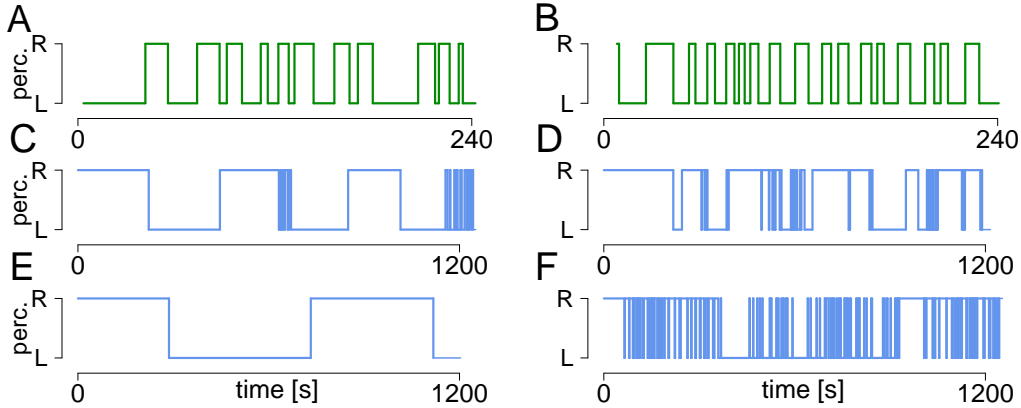 A B
R R
perc.
L L
0 240 0 240
C D
R R
perc.
L L
0 1200 0 1200
E F
R R
perc.
L L
0 time [s] 1200 0 time [s] 1200